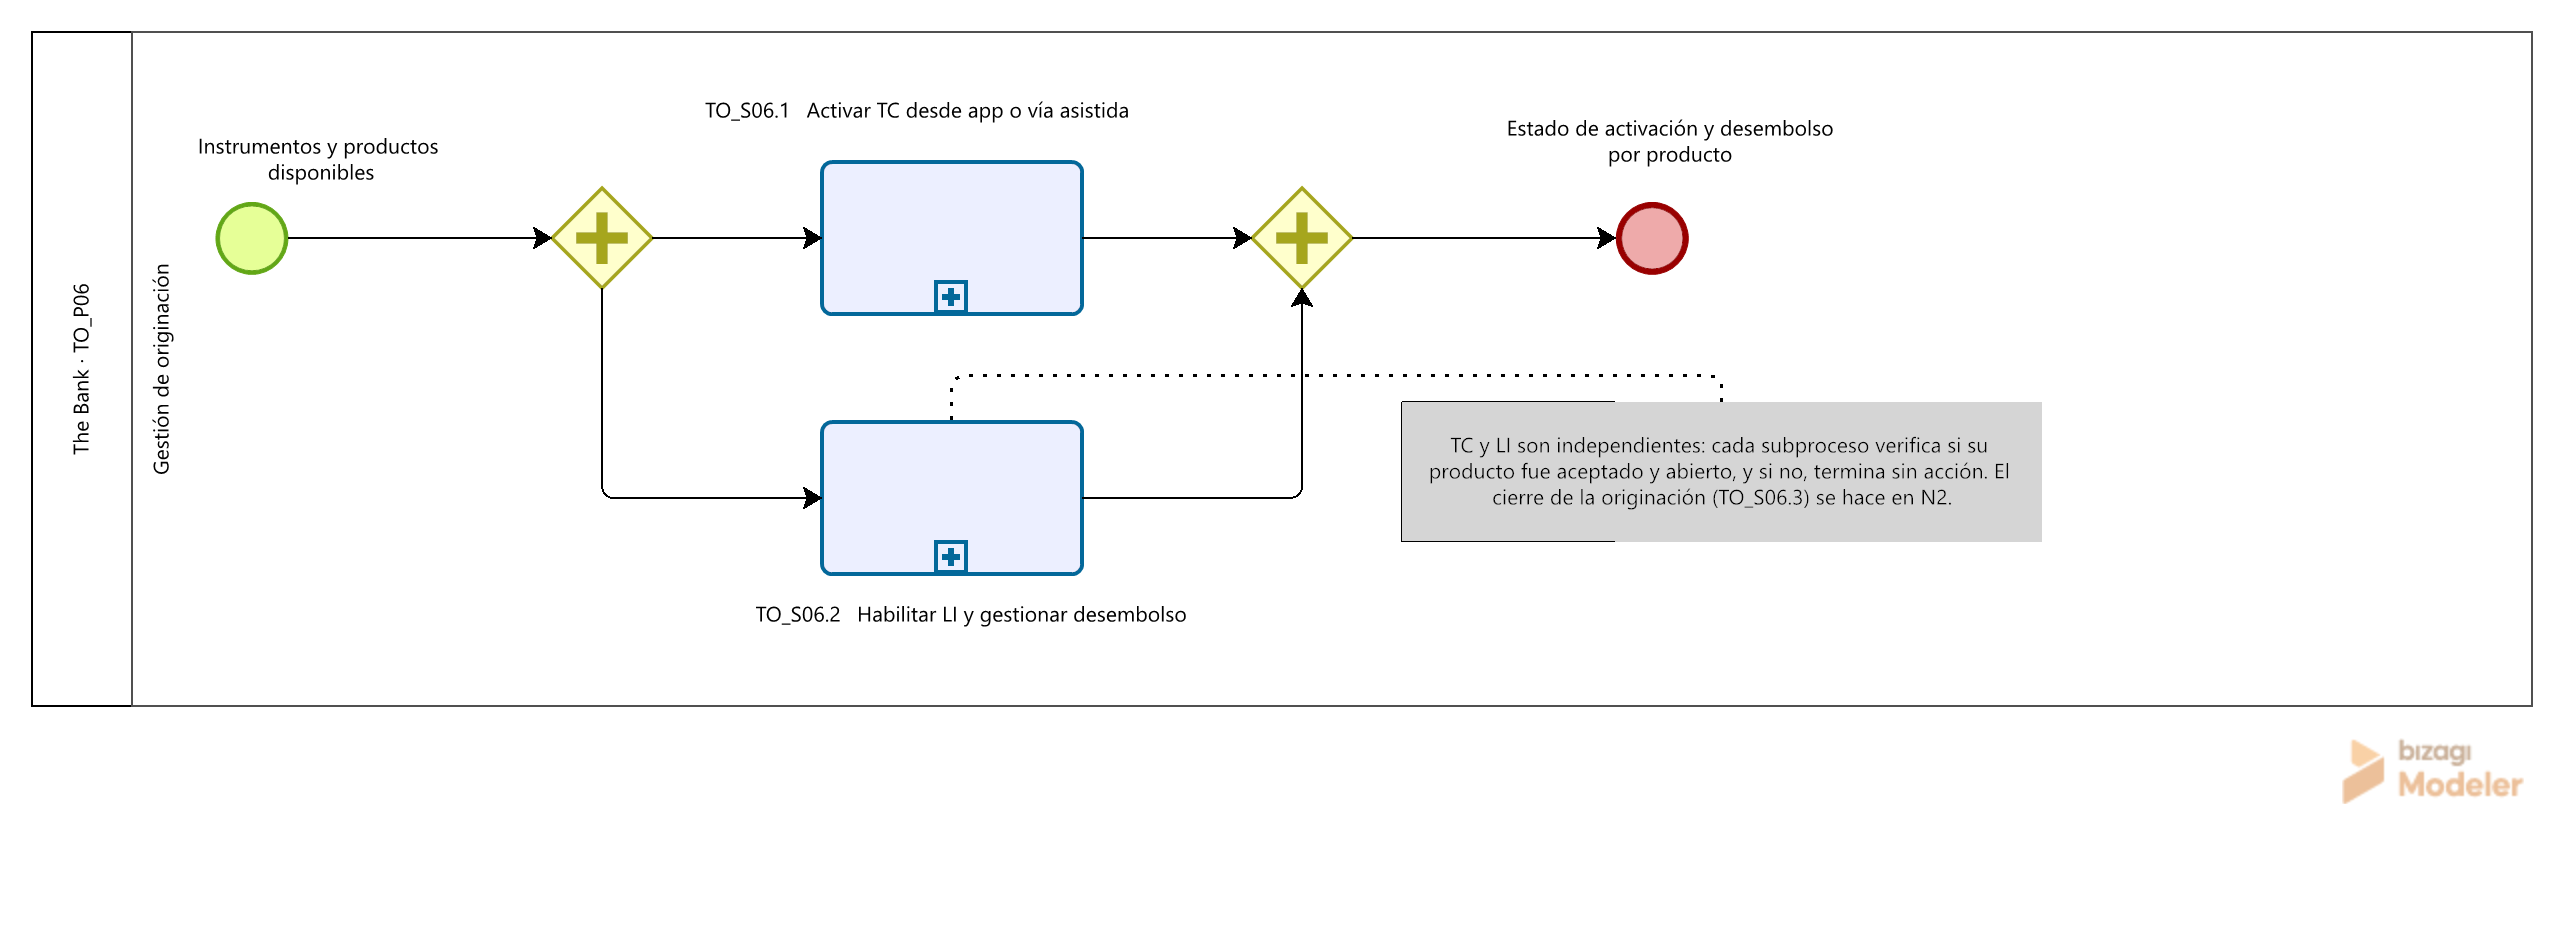 The Bank · TO_P06
Gestión de originación
Instrumentos y productos
disponibles
TO_S06.1   Activar TC desde app o vía asistida
Estado de activación y desembolso
por producto
TC y LI son independientes: cada subproceso verifica si su
producto fue aceptado y abierto, y si no, termina sin acción. El
cierre de la originación (TO_S06.3) se hace en N2.
TO_S06.2   Habilitar LI y gestionar desembolso
bizagi
Modeler